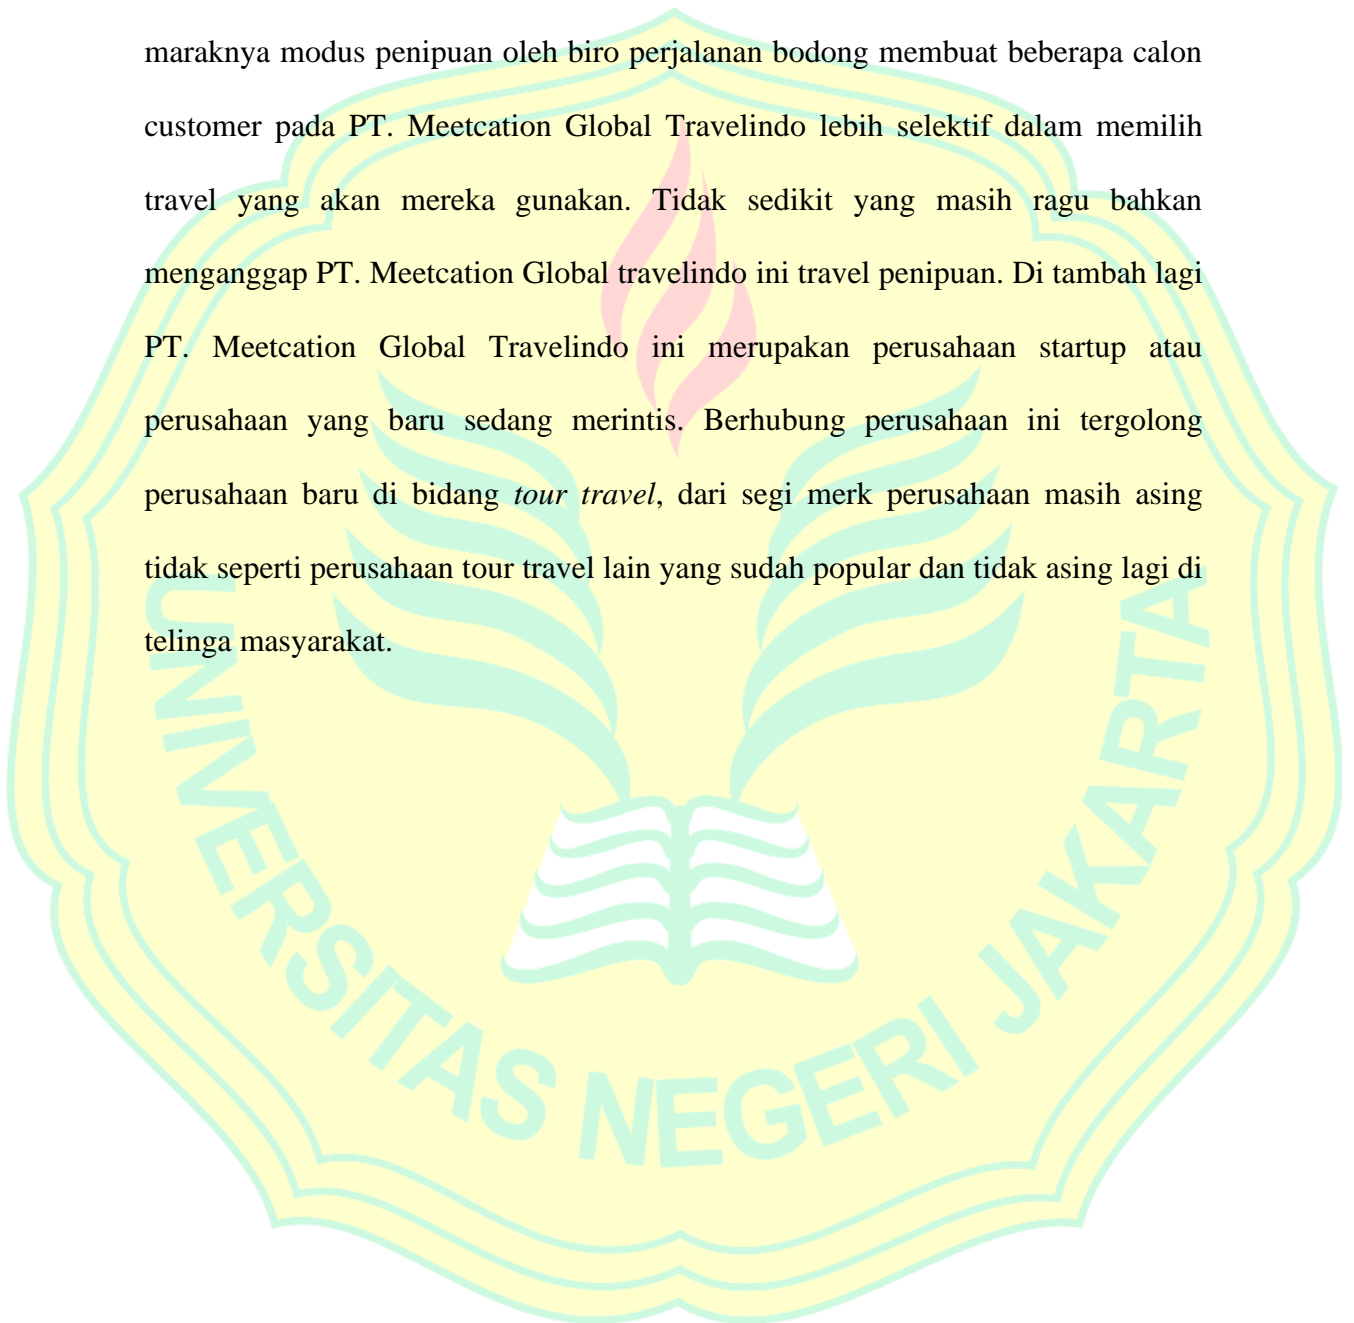 maraknya modus penipuan oleh biro perjalanan bodong membuat beberapa calon
customer pada PT. Meetcation Global Travelindo lebih selektif dalam memilih
travel yang akan mereka gunakan. Tidak sedikit yang masih ragu bahkan
menganggap PT. Meetcation Global travelindo ini travel penipuan. Di tambah lagi
PT. Meetcation Global Travelindo ini merupakan perusahaan startup atau
perusahaan yang baru sedang merintis. Berhubung perusahaan ini tergolong
perusahaan baru di bidang tour travel, dari segi merk perusahaan masih asing
tidak seperti perusahaan tour travel lain yang sudah popular dan tidak asing lagi di
telinga masyarakat.
UNIVERSITAS NEGERI JAKARTA